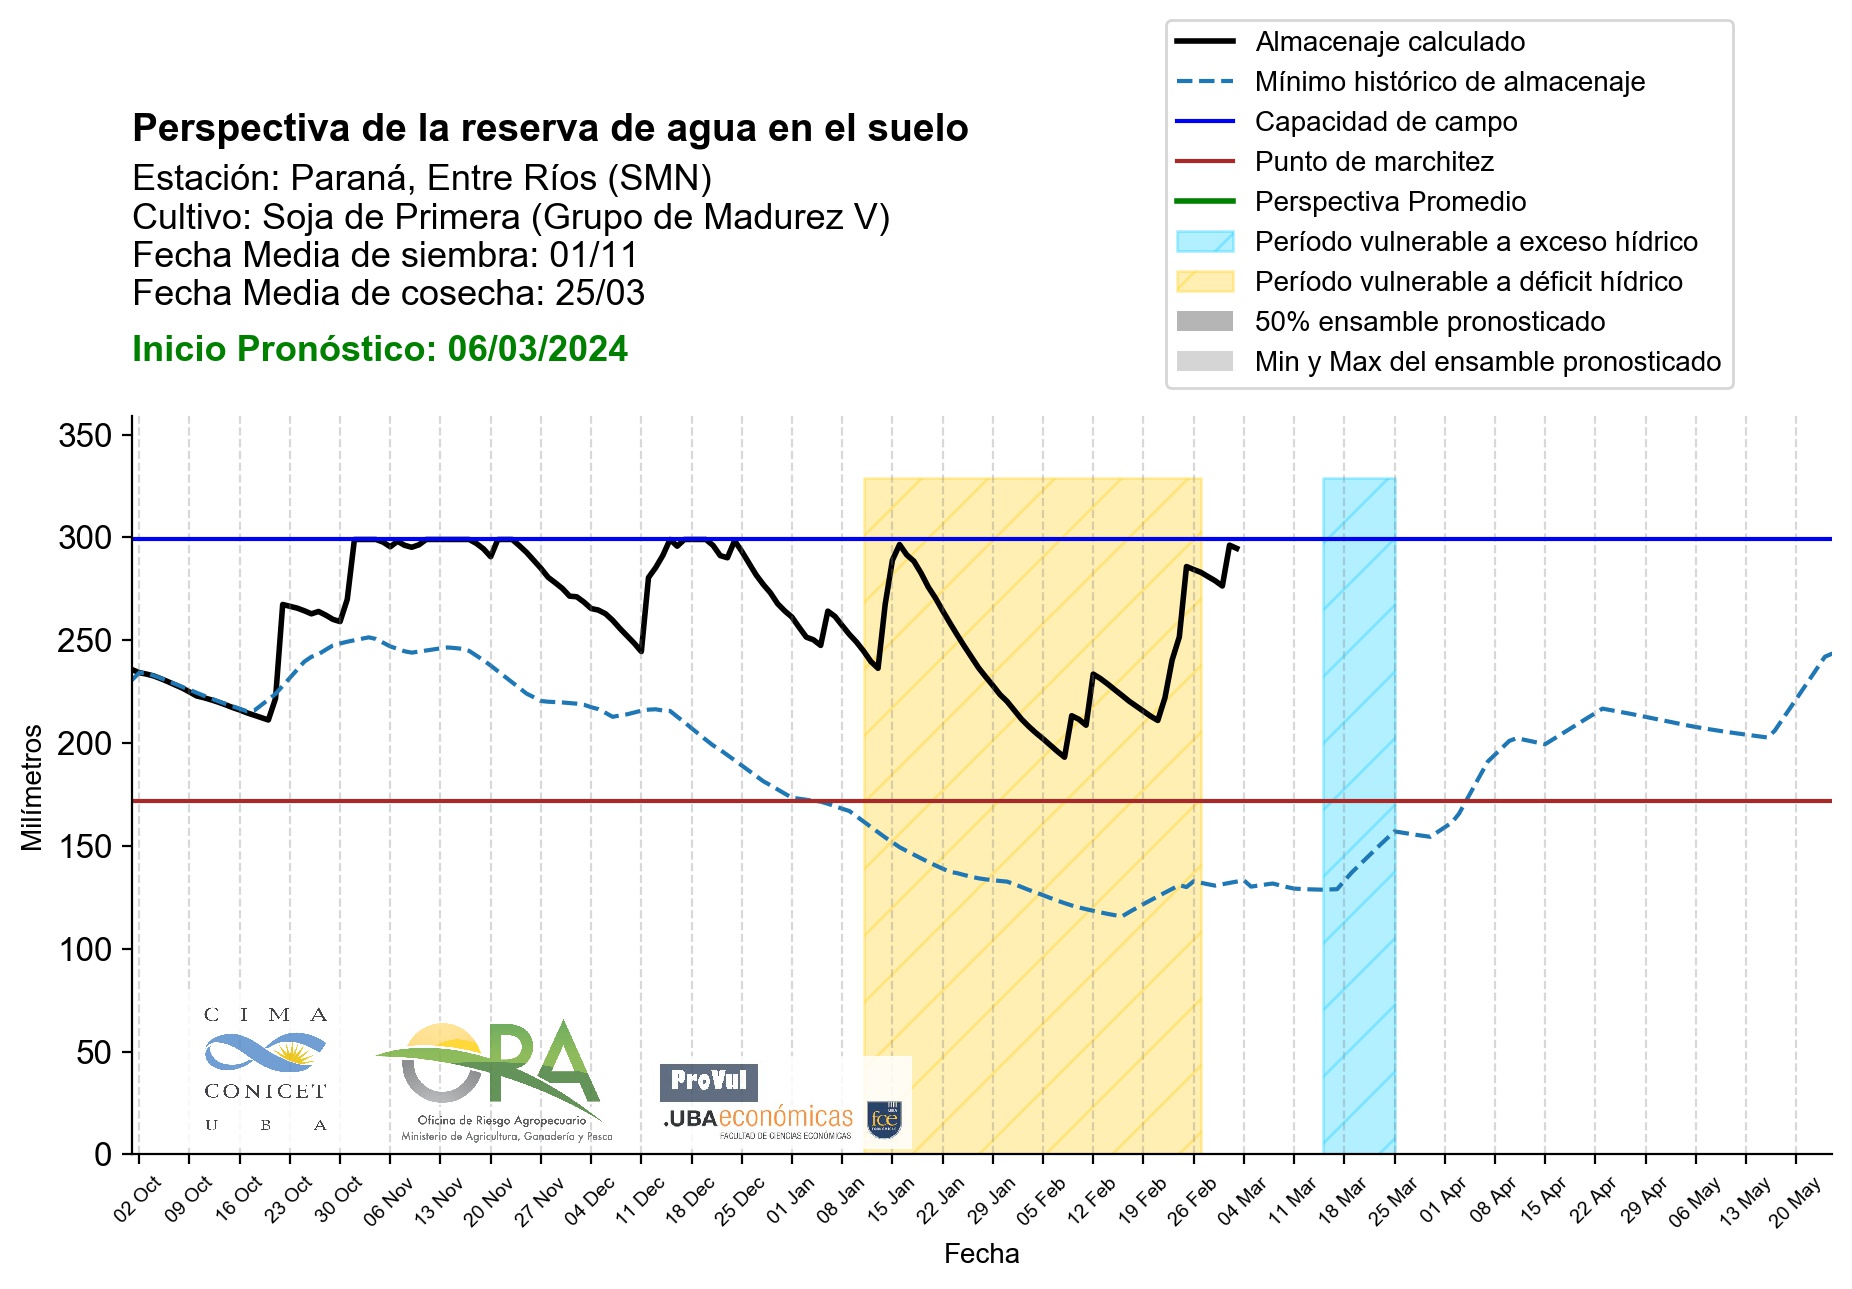 Almacenaje calculado
Mínimo histórico de almacenaje
Capacidad de campo
Punto de marchitez
Perspectiva Promedio
Período vulnerable a exceso hídrico
Período vulnerable a déficit hídrico
50% ensamble pronosticado
Min y Max del ensamble pronosticado
Perspectiva de la reserva de agua en el suelo
Estación: Paraná, Entre Ríos (SMN)
Cultivo: Soja de Primera (Grupo de Madurez V)
Fecha Media de siembra: 01/11
Fecha Media de cosecha: 25/03
Inicio Pronóstico: 06/03/2024
350
300
250
200
150
100
50
0
Milímetros
CIMA
CONICET
UBA
ORA
Oficina de Riesgo Agropecuario
Ministerio de Agricultura, Ganadería y Pesca
ProVul
.UBAeconómicas
FACULTAD DE CIENCIAS ECONÓMICAS
UBA
fce
ECONÓMICAS
02 Oct
09 Oct
16 Oct
23 Oct
30 Oct
06 Nov
13 Nov
20 Nov
27 Nov
04 Dec
11 Dec
18 Dec
25 Dec
01 Jan
08 Jan
15 Jan
22 Jan
29 Jan
05 Feb
12 Feb
19 Feb
26 Feb
04 Mar
11 Mar
18 Mar
25 Mar
01 Apr
08 Apr
15 Apr
22 Apr
29 Apr
06 May
13 May
20 May
Fecha